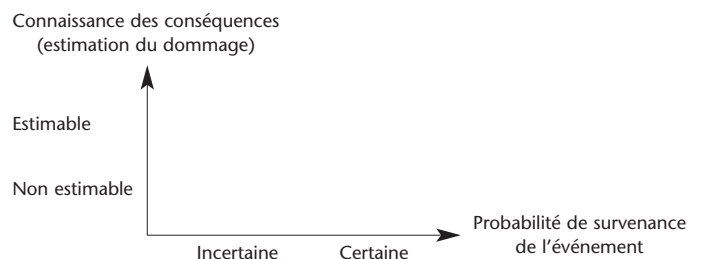 Connaissance des conséquences
(estimation du dommage)
Estimable
Non estimable
Probabilité de survenance
de l’événement
Incertaine Certaine